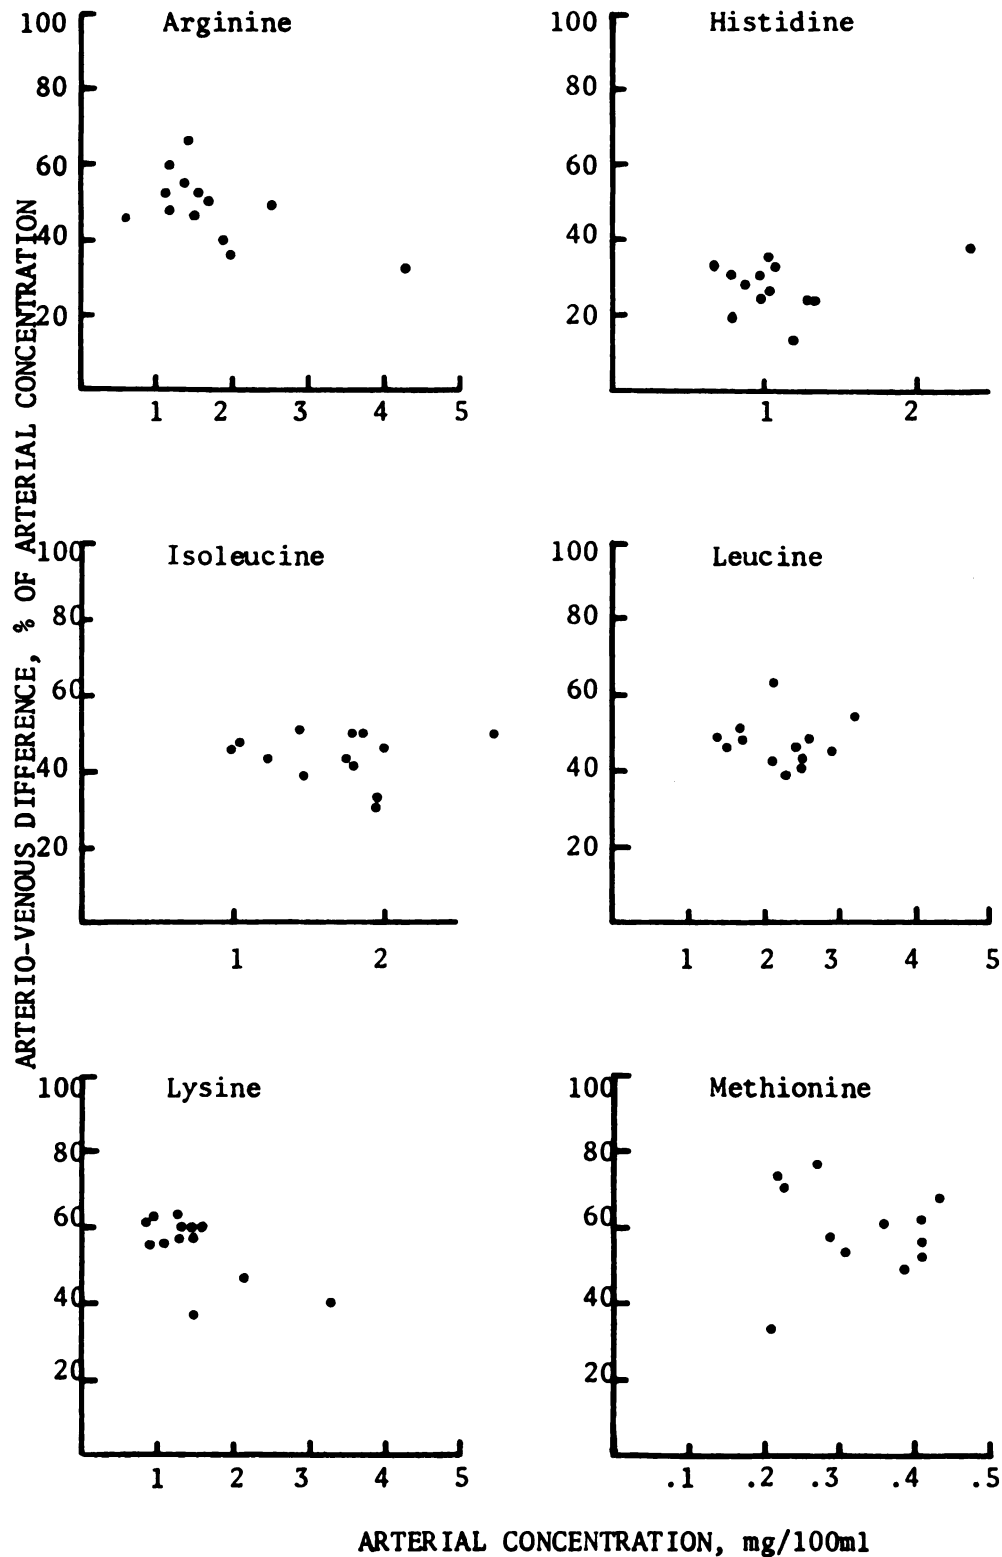 ARTERIO-VENOUS DIFFERENCE, % OF ARTERIAL CONCENTRATION
Arginine
100
80
60
40
20
1 2 3 4 5
Histidine
100
80
60
40
20
1 2
Isoleucine
100
80
60
40
20
1 2
Leucine
100
80
60
40
20
1 2 3 4 5
Lysine
100
80
60
40
20
1 2 3 4 5
Methionine
100
80
60
40
20
.1 .2 .3 .4 .5
ARTERIAL CONCENTRATION, mg/100ml